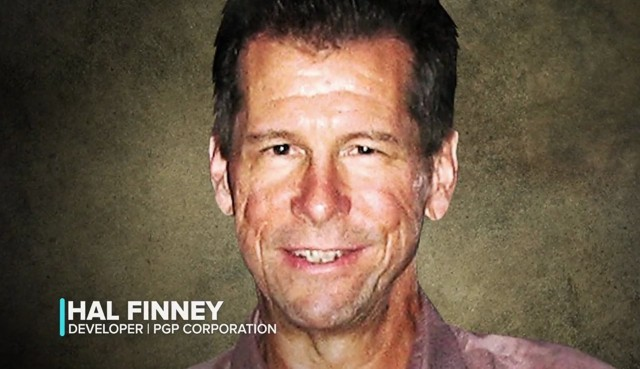 HAL FINNEY
DEVELOPER | PGP CORPORATION